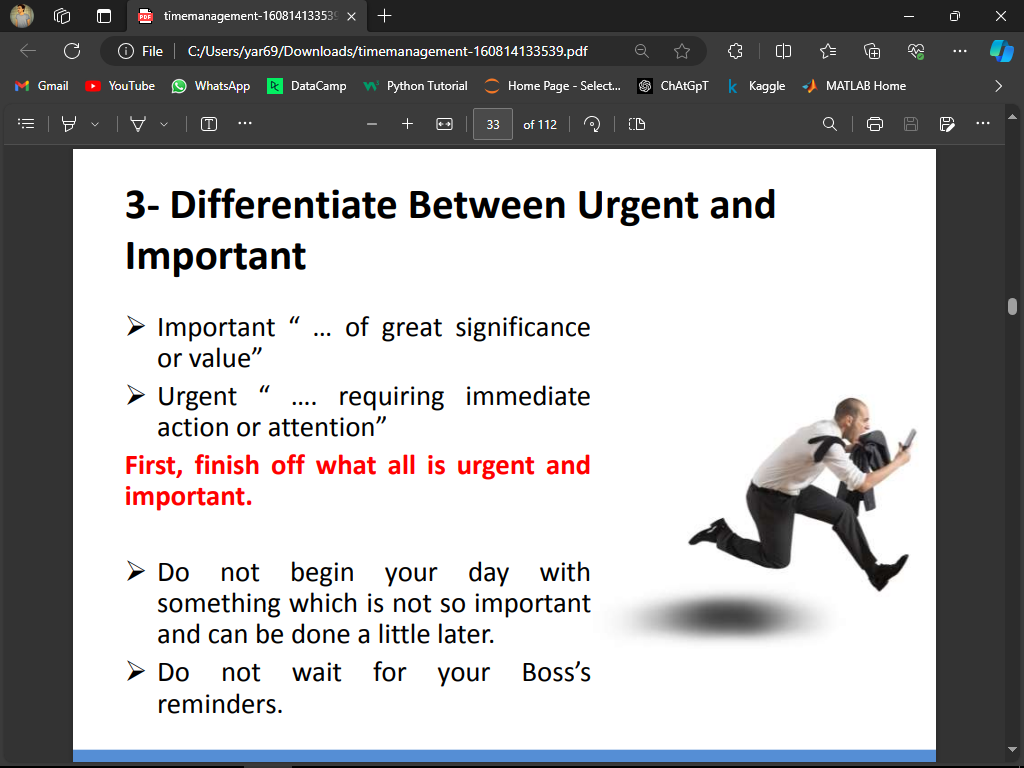 timemanagement-16081413353
File
C:/Users/yar69/Downloads/timemanagement-160814133539.pdf
Gmail YouTube WhatsApp DataCamp Python Tutorial Home Page - Select... ChAtGpT Kaggle MATLAB Home
33 of 112
3- Differentiate Between Urgent and
Important
➢ Important “ ... of great significance
or value”
➢ Urgent “ .... requiring immediate
action or attention”
First, finish off what all is urgent and
important.
➢ Do not begin your day with
something which is not so important
and can be done a little later.
➢ Do not wait for your Boss’s
reminders.